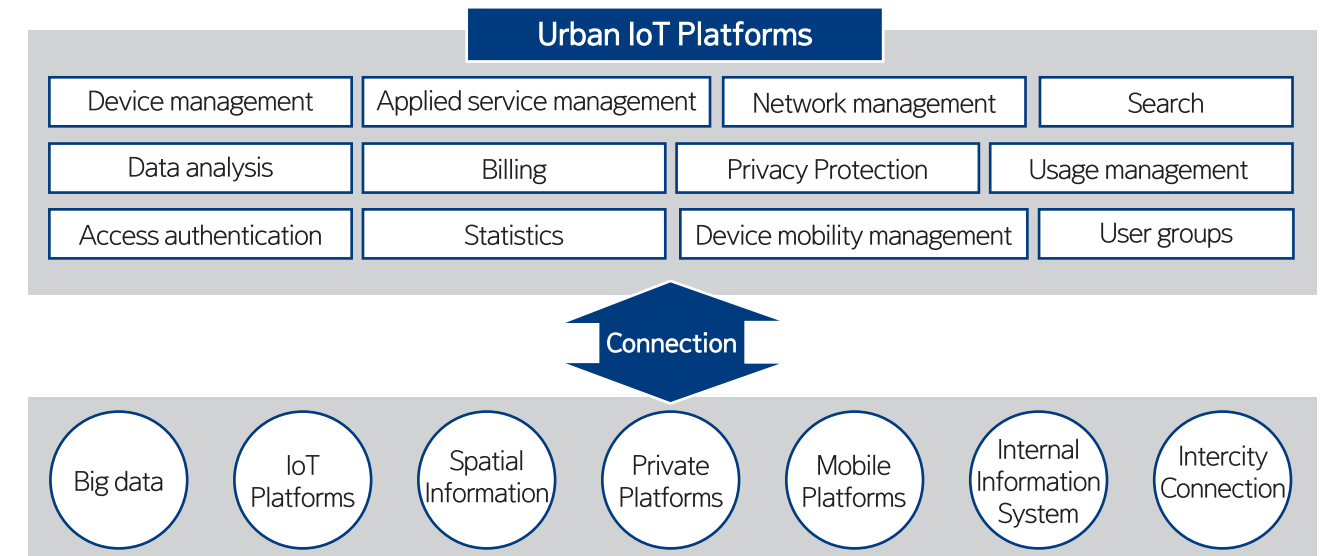 Urban IoT Platforms
Device management
Applied service management
Network management
Search
Data analysis
Billing
Privacy Protection
Usage management
Access authentication
Statistics
Device mobility management
User groups
Connection
Big data
IoT
Platforms
Spatial
Information
Private
Platforms
Mobile
Platforms
Internal
Information
System
Intercity
Connection